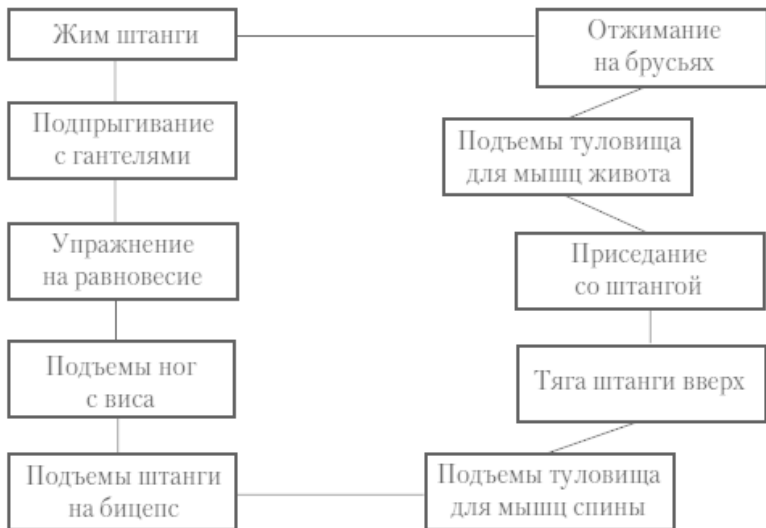 Жим штанги
Отжимание
на брусьях
Подпрыгивание
с гантелями
Подъемы туловища
для мышц живота
Упражнение
на равновесие
Приседание
со штангой
Подъемы ног
с виса
Тяга штанги вверх
Подъемы штанги
на бицепс
Подъемы туловища
для мышц спины